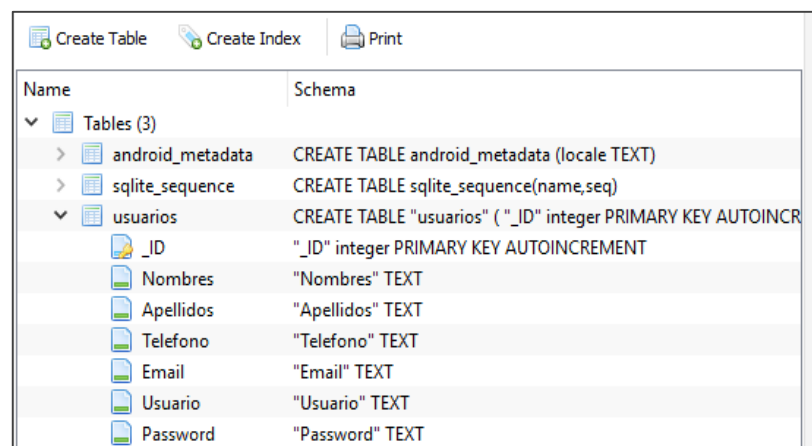 Create Table Create Index Print
Name Schema
Tables (3)
android_metadata CREATE TABLE android_metadata (locale TEXT)
sqlite_sequence CREATE TABLE sqlite_sequence(name,seq)
usuarios CREATE TABLE "usuarios" ( "_ID" integer PRIMARY KEY AUTOINCR
_ID "_ID" integer PRIMARY KEY AUTOINCREMENT
Nombres "Nombres" TEXT
Apellidos "Apellidos" TEXT
Telefono "Telefono" TEXT
Email "Email" TEXT
Usuario "Usuario" TEXT
Password "Password" TEXT